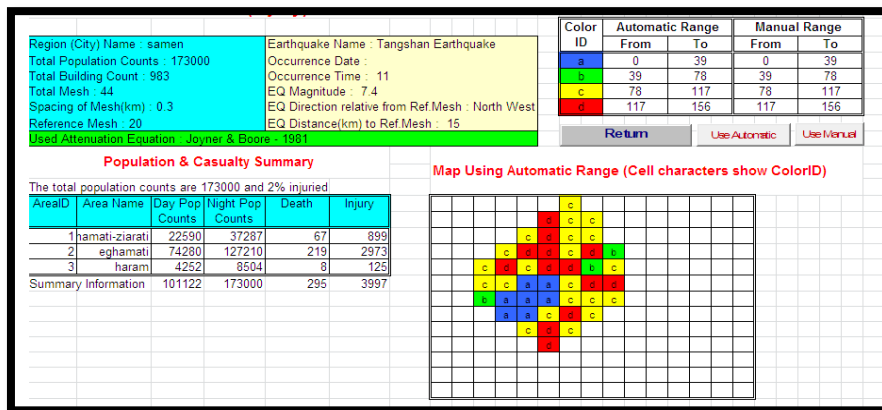 Region (City) Name : samen
Total Population Counts : 173000
Total Building Count : 983
Total Mesh : 44
Spacing of Mesh(km) : 0.3
Reference Mesh : 20
Earthquake Name : Tangshan Earthquake
Occurrence Date :
Occurrence Time : 11
EQ Magnitude : 7.4
EQ Direction relative from Ref.Mesh : North West
EQ Distance(km) to Ref.Mesh : 15
Used Attenuation Equation : Joyner & Boore - 1981
Color ID Automatic Range Manual Range
From To From To
a 0 39 0 39
b 39 78 39 78
c 78 117 78 117
d 117 156 117 156
Return Use Automatic Use Manual
Population & Casualty Summary
The total population counts are 173000 and 2% injuried
AreaID Area Name Day Pop Counts Night Pop Counts Death Injury
1 hamati-ziarati 22590 37287 67 899
2 eghamati 74280 127210 219 2973
3 haram 4252 8504 8 125
Summary Information 101122 173000 295 3997
Map Using Automatic Range (Cell characters show ColorID)
c
d c c
c d c c
c d d c d b
c d c d d b c
c c a a c d d
b a a a c c c
a a c d c
c d c
d